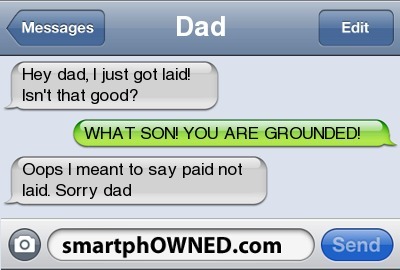 Messages
Dad
Edit
Hey dad, I just got laid!
Isn't that good?
WHAT SON! YOU ARE GROUNDED!
Oops I meant to say paid not
laid. Sorry dad
smartphOWNED.com
Send